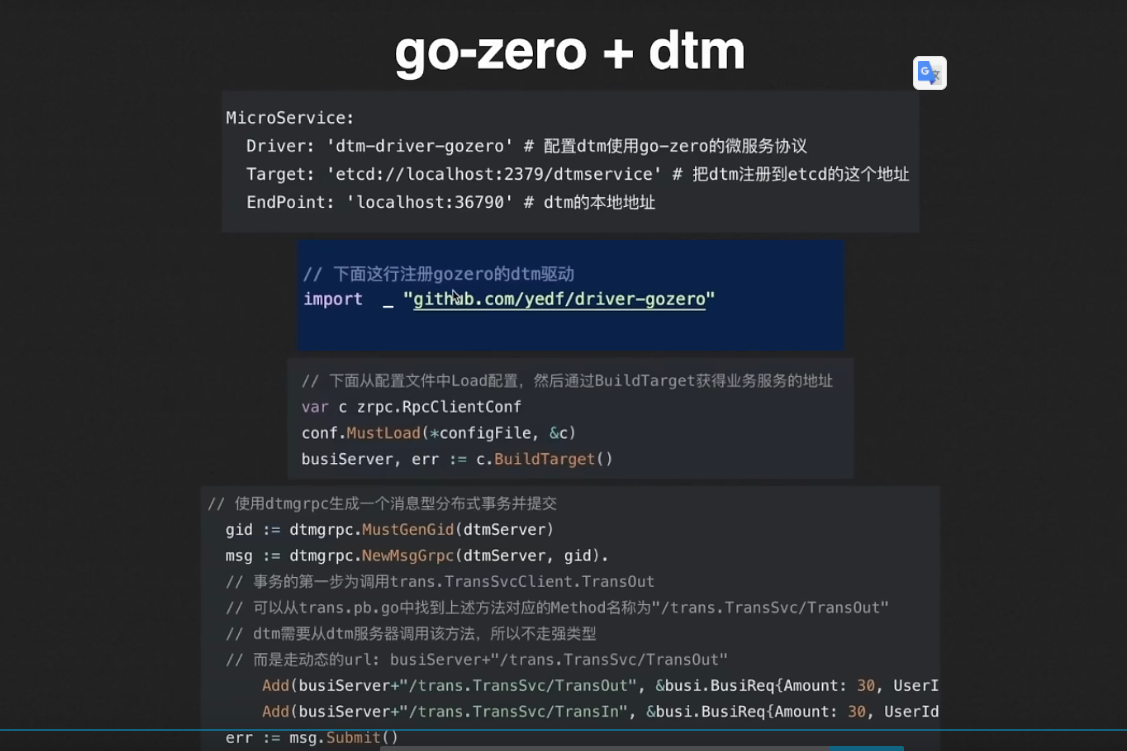 go-zero + dtm
MicroService:
Driver: 'dtm-driver-gozero' # 配置dtm使用go-zero的微服务协议
Target: 'etcd://localhost:2379/dtmservice' # 把dtm注册到etcd的这个地址
EndPoint: 'localhost:36790' # dtm的本地地址
// 下面这行注册gozero的dtm驱动
import _ "github.com/yedf/driver-gozero"
// 下面从配置文件中Load配置，然后通过BuildTarget获得业务服务的地址
var c zrpc.RpcClientConf
conf.MustLoad(*configFile, &c)
busiServer, err := c.BuildTarget()
// 使用dtmgrpc生成一个消息型分布式事务并提交
gid := dtmgrpc.MustGenGid(dtmServer)
msg := dtmgrpc.NewMsgGrpc(dtmServer, gid).
// 事务的第一步为调用trans.TransSvcClient.TransOut
// 可以从trans.pb.go中找到上述方法对应的Method名称为"/trans.TransSvc/TransOut"
// dtm需要从dtm服务器调用该方法，所以不走强类型
// 而是走动态的url: busiServer+"/trans.TransSvc/TransOut"
Add(busiServer+"/trans.TransSvc/TransOut", &busi.BusiReq{Amount: 30, UserI
Add(busiServer+"/trans.TransSvc/TransIn", &busi.BusiReq{Amount: 30, UserId
err := msg.Submit()